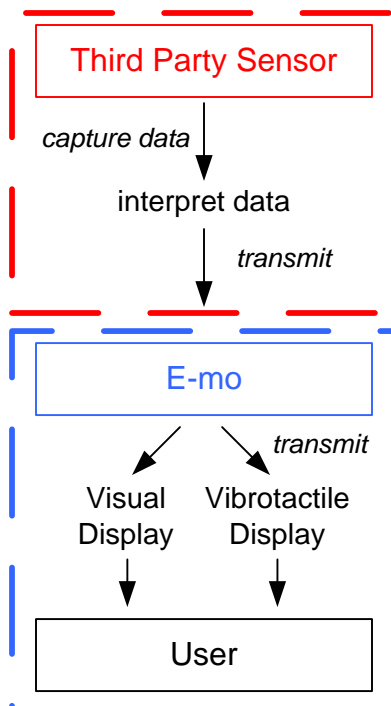 Third Party Sensor
capture data
interpret data
transmit
E-mo
transmit
Visual
Display
Vibrotactile
Display
User